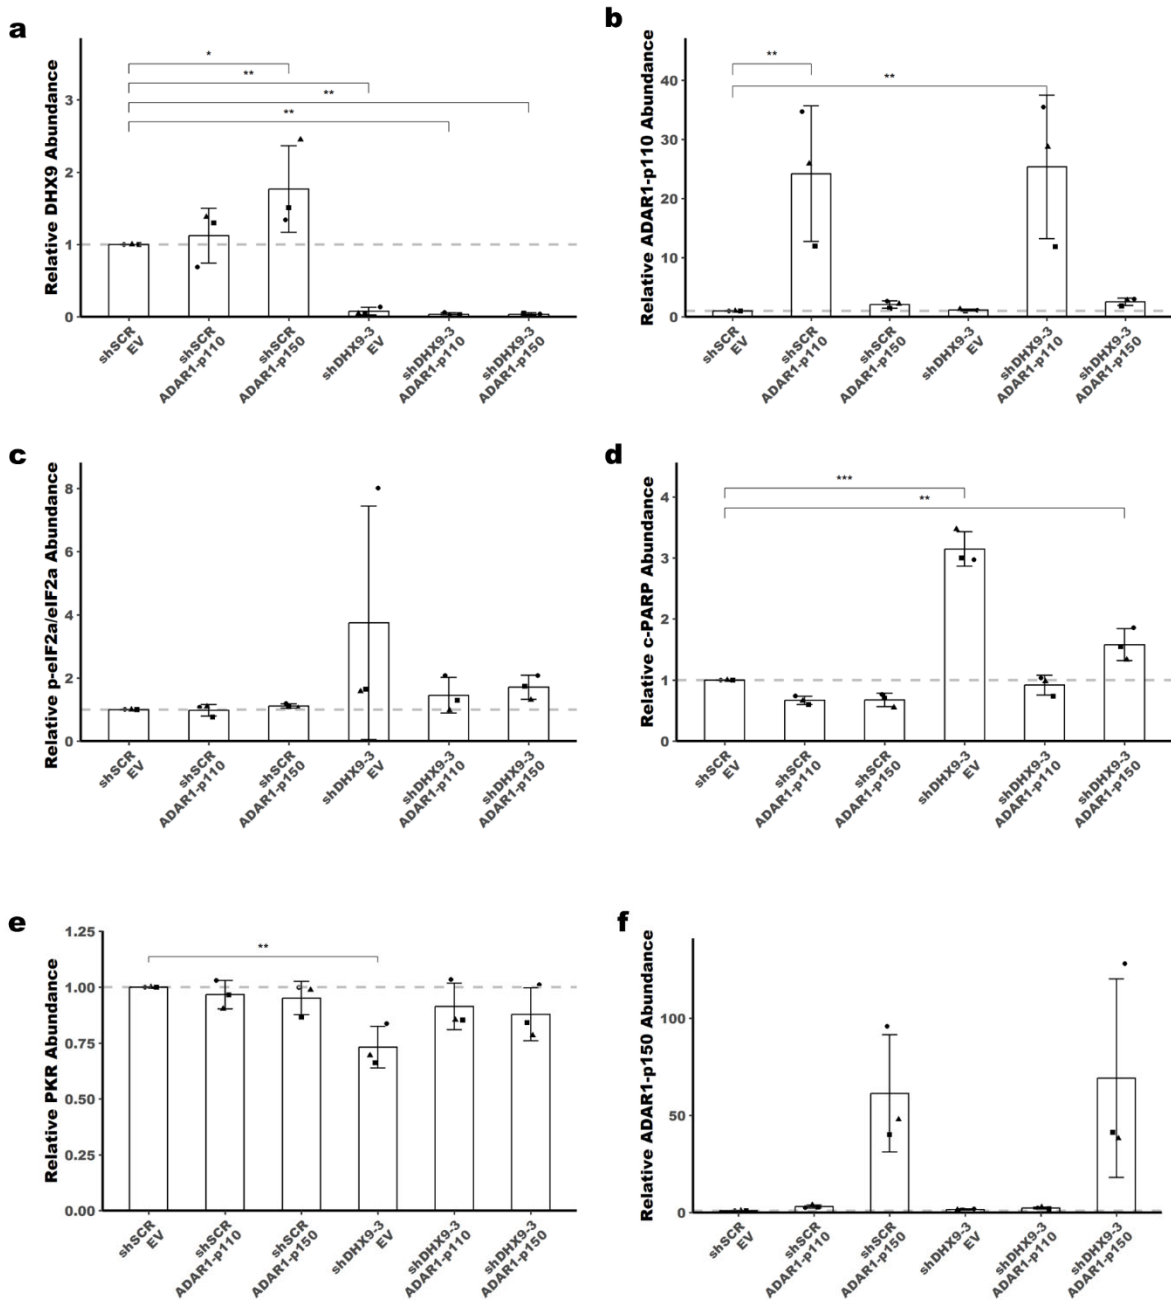 a
Relative DHX9 Abundance
3
2
1
0
*
**
**
**
shSCR
EV
shSCR
ADAR1-p110
shSCR
ADAR1-p150
shDHX9-3
EV
shDHX9-3
ADAR1-p110
shDHX9-3
ADAR1-p150
b
Relative ADAR1-p110 Abundance
40
30
20
10
0
**
**
shSCR
EV
shSCR
ADAR1-p110
shSCR
ADAR1-p150
shDHX9-3
EV
shDHX9-3
ADAR1-p110
shDHX9-3
ADAR1-p150
c
Relative p-eIF2a/eIF2a Abundance
8
6
4
2
0
shSCR
EV
shSCR
ADAR1-p110
shSCR
ADAR1-p150
shDHX9-3
EV
shDHX9-3
ADAR1-p110
shDHX9-3
ADAR1-p150
d
Relative c-PARP Abundance
4
3
2
1
0
***
**
shSCR
EV
shSCR
ADAR1-p110
shSCR
ADAR1-p150
shDHX9-3
EV
shDHX9-3
ADAR1-p110
shDHX9-3
ADAR1-p150
e
Relative PKR Abundance
1.25
1.00
0.75
0.50
0.25
0.00
**
shSCR
EV
shSCR
ADAR1-p110
shSCR
ADAR1-p150
shDHX9-3
EV
shDHX9-3
ADAR1-p110
shDHX9-3
ADAR1-p150
f
Relative ADAR1-p150 Abundance
100
50
0
shSCR
EV
shSCR
ADAR1-p110
shSCR
ADAR1-p150
shDHX9-3
EV
shDHX9-3
ADAR1-p110
shDHX9-3
ADAR1-p150